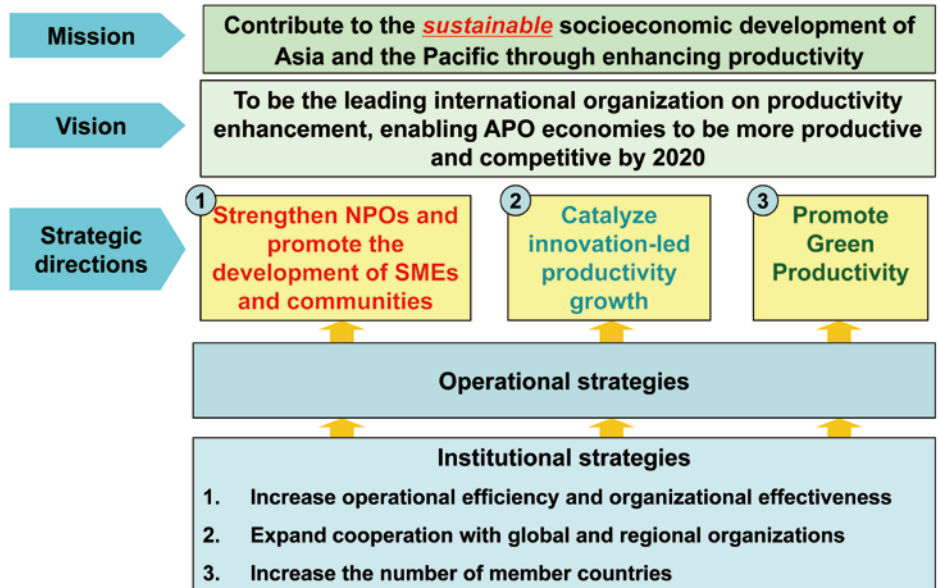 Mission
Contribute to the sustainable socioeconomic development of
Asia and the Pacific through enhancing productivity
Vision
To be the leading international organization on productivity
enhancement, enabling APO economies to be more productive
and competitive by 2020
Strategic
directions
1
Strengthen NPOs and
promote the
development of SMEs
and communities
2
Catalyze
innovation-led
productivity
growth
3
Promote
Green
Productivity
Operational strategies
Institutional strategies
1. Increase operational efficiency and organizational effectiveness
2. Expand cooperation with global and regional organizations
3. Increase the number of member countries